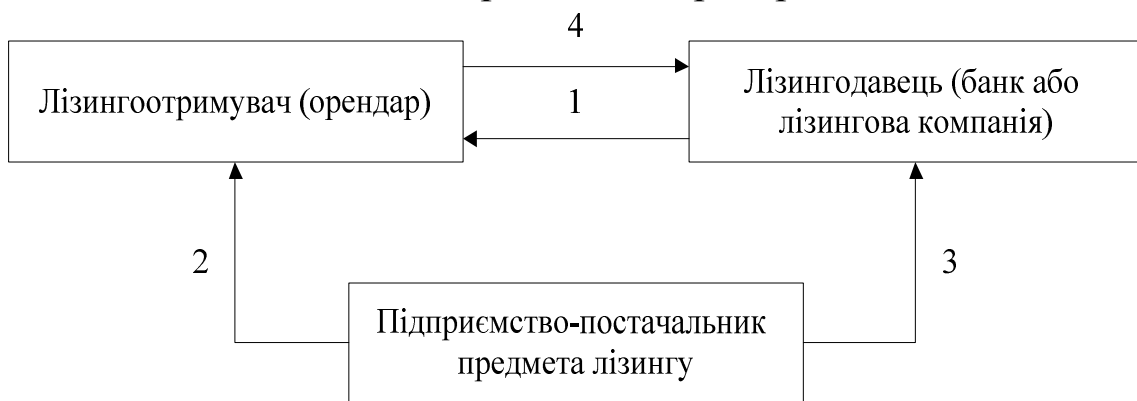 4
Лізингоотримувач (орендар)
Лізингодавець (банк або
лізингова компанія)
1
2
3
Підприємство-постачальник
предмета лізингу